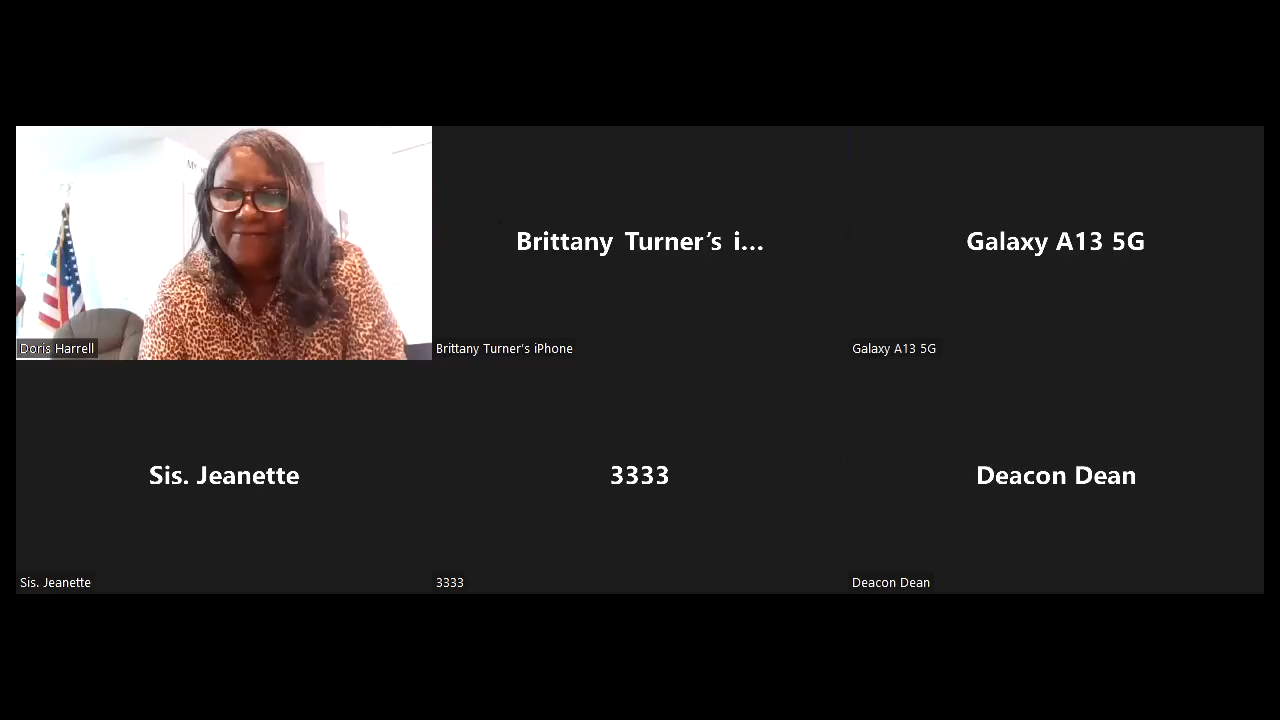 MY
Doris Harrell
Brittany Turner's i...
Brittany Turner's iPhone
Galaxy A13 5G
Galaxy A13 5G
Sis. Jeanette
Sis. Jeanette
3333
3333
Deacon Dean
Deacon Dean